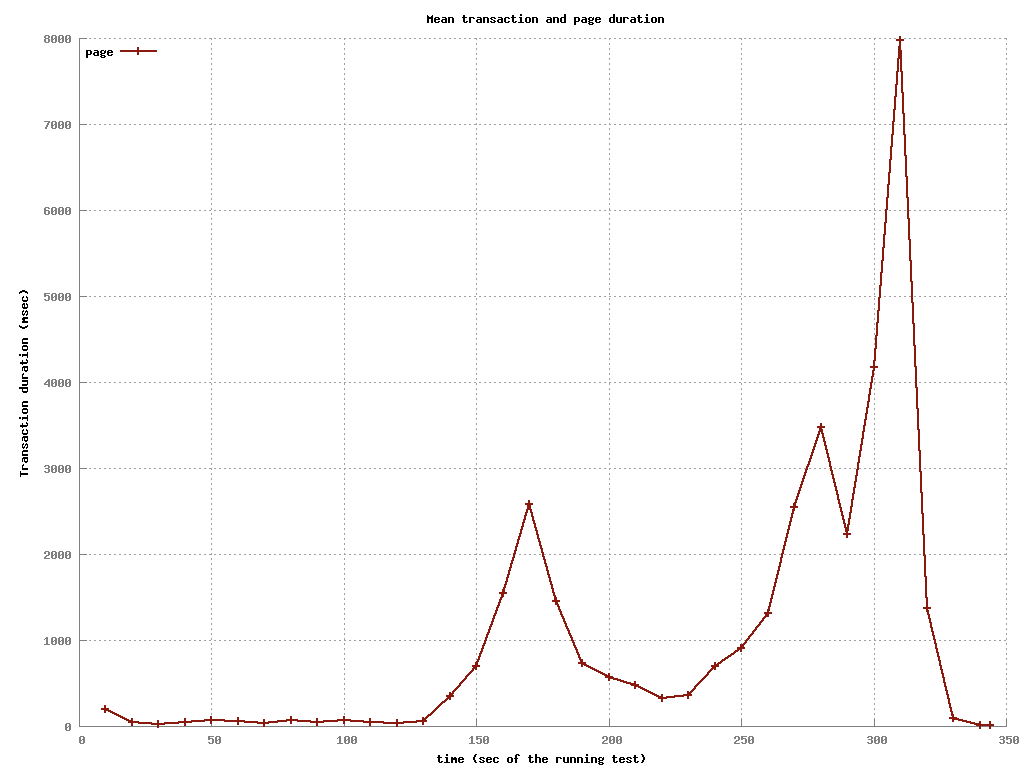 Mean transaction and page duration
page
8000
7000
6000
5000
4000
3000
2000
1000
0
Transaction duration (msec)
0 50 100 150 200 250 300 350
time (sec of the running test)